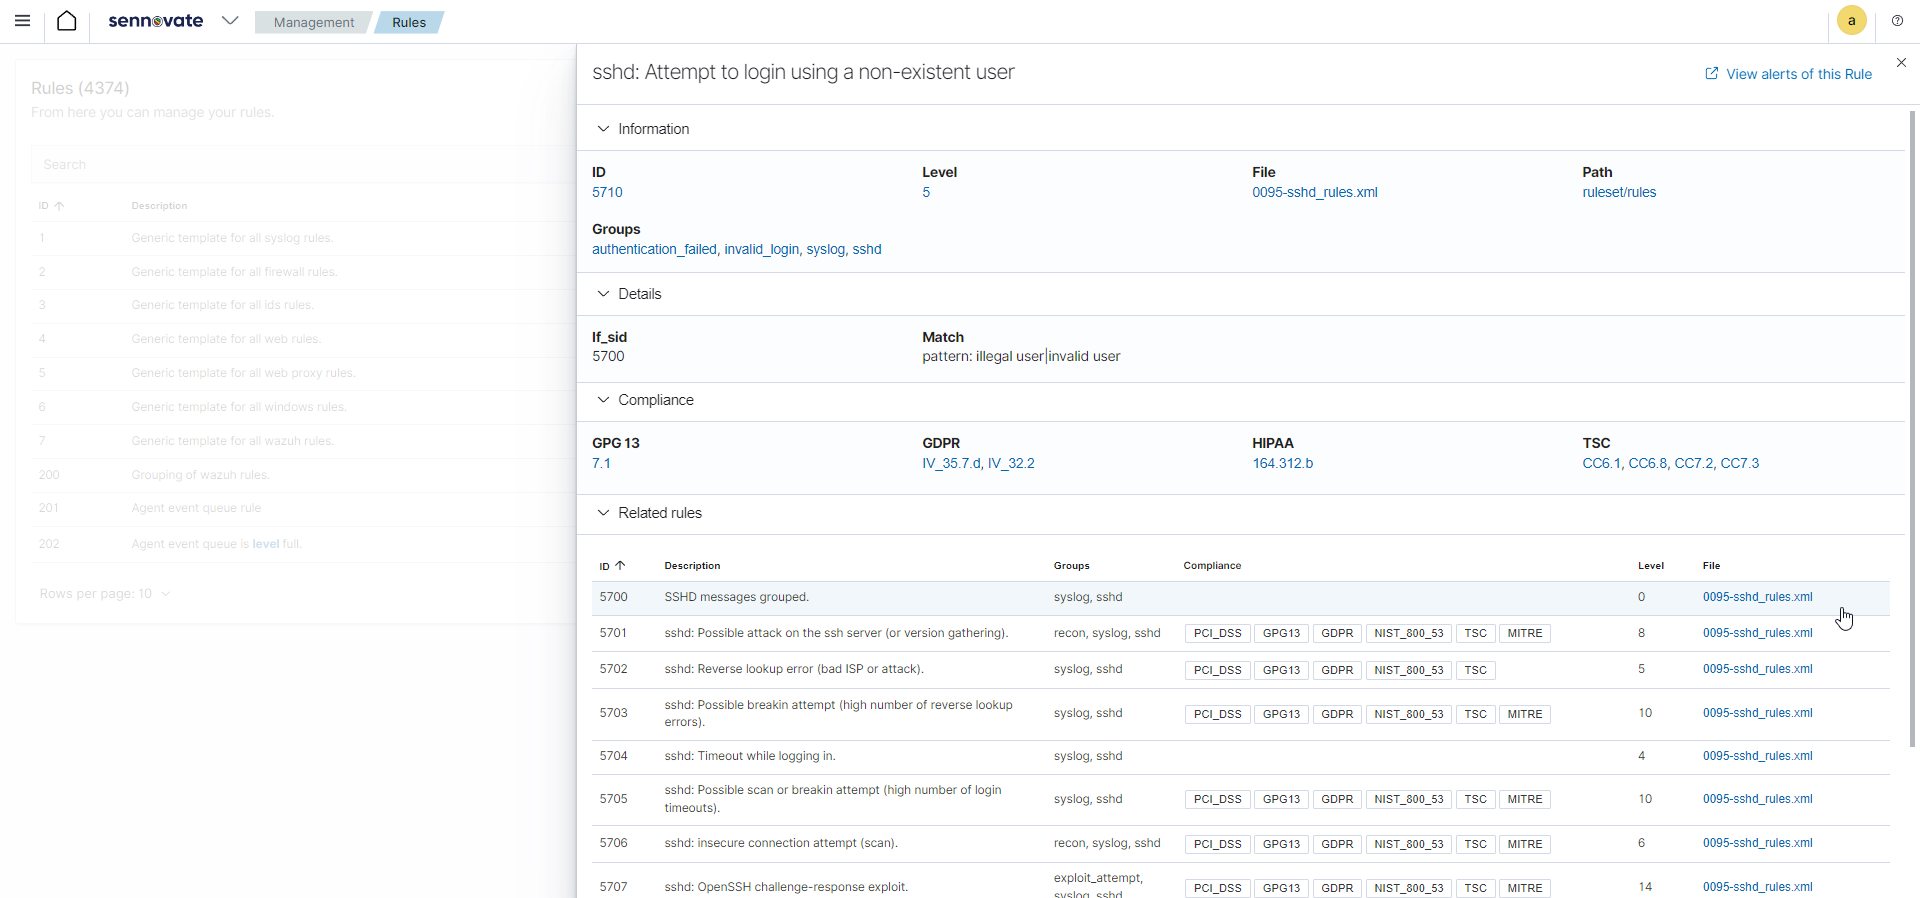 sennovate
Management
Rules
a
Rules (4374)
From here you can manage your rules.
Search
ID
Description
1 Generic template for all syslog rules.
2 Generic template for all firewall rules.
3 Generic template for all ids rules.
4 Generic template for all web rules.
5 Generic template for all web proxy rules.
6 Generic template for all windows rules.
7 Generic template for all wazuh rules.
200 Grouping of wazuh rules.
201 Agent event queue rule
202 Agent event queue is level full.
Rows per page: 10
sshd: Attempt to login using a non-existent user
View alerts of this Rule
Information
ID Level File Path
5710 5 0095-sshd_rules.xml ruleset/rules
Groups
authentication_failed, invalid_login, syslog, sshd
Details
If_sid Match
5700 pattern: illegal user|invalid user
Compliance
GPG 13 GDPR HIPAA TSC
7.1 IV_35.7.d, IV_32.2 164.312.b CC6.1, CC6.8, CC7.2, CC7.3
Related rules
ID Description Groups Compliance Level File
5700 SSHD messages grouped. syslog, sshd 0 0095-sshd_rules.xml
5701 sshd: Possible attack on the ssh server (or version gathering). recon, syslog, sshd PCI_DSS GPG13 GDPR NIST_800_53 TSC MITRE 8 0095-sshd_rules.xml
5702 sshd: Reverse lookup error (bad ISP or attack). syslog, sshd PCI_DSS GPG13 GDPR NIST_800_53 TSC 5 0095-sshd_rules.xml
5703 sshd: Possible breakin attempt (high number of reverse lookup
errors). syslog, sshd PCI_DSS GPG13 GDPR NIST_800_53 TSC MITRE 10 0095-sshd_rules.xml
5704 sshd: Timeout while logging in. syslog, sshd 4 0095-sshd_rules.xml
5705 sshd: Possible scan or breakin attempt (high number of login
timeouts). syslog, sshd PCI_DSS GPG13 GDPR NIST_800_53 TSC MITRE 10 0095-sshd_rules.xml
5706 sshd: insecure connection attempt (scan). recon, syslog, sshd PCI_DSS GPG13 GDPR NIST_800_53 TSC MITRE 6 0095-sshd_rules.xml
5707 sshd: OpenSSH challenge-response exploit. exploit_attempt,
syslog, sshd PCI_DSS GPG13 GDPR NIST_800_53 TSC MITRE 14 0095-sshd_rules.xml